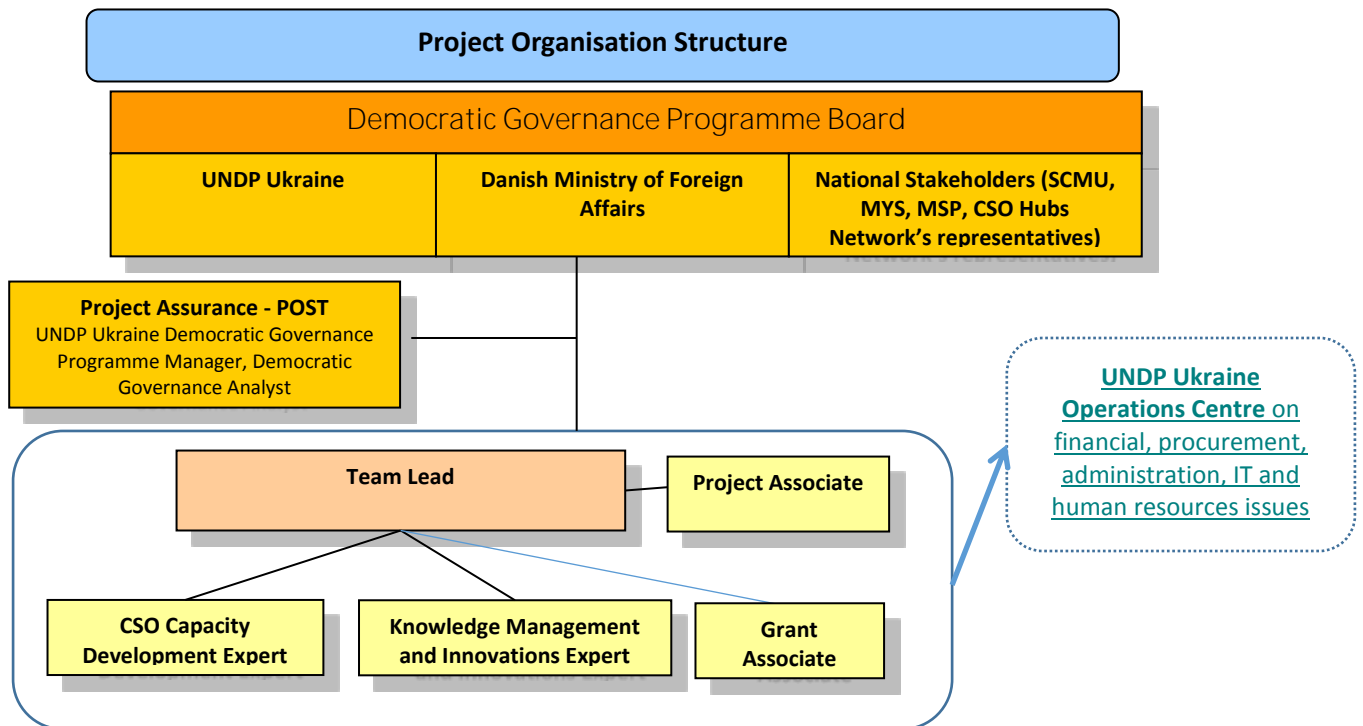 Project Organisation Structure
Democratic Governance Programme Board
UNDP Ukraine
Danish Ministry of Foreign
Affairs
National Stakeholders (SCMU,
MYS, MSP, CSO Hubs
Network's representatives)
Project Assurance - POST
UNDP Ukraine Democratic Governance
Programme Manager, Democratic
Governance Analyst
UNDP Ukraine
Operations Centre on
financial, procurement,
administration, IT and
human resources issues
Team Lead
Project Associate
CSO Capacity
Development Expert
Knowledge Management
and Innovations Expert
Grant
Associate